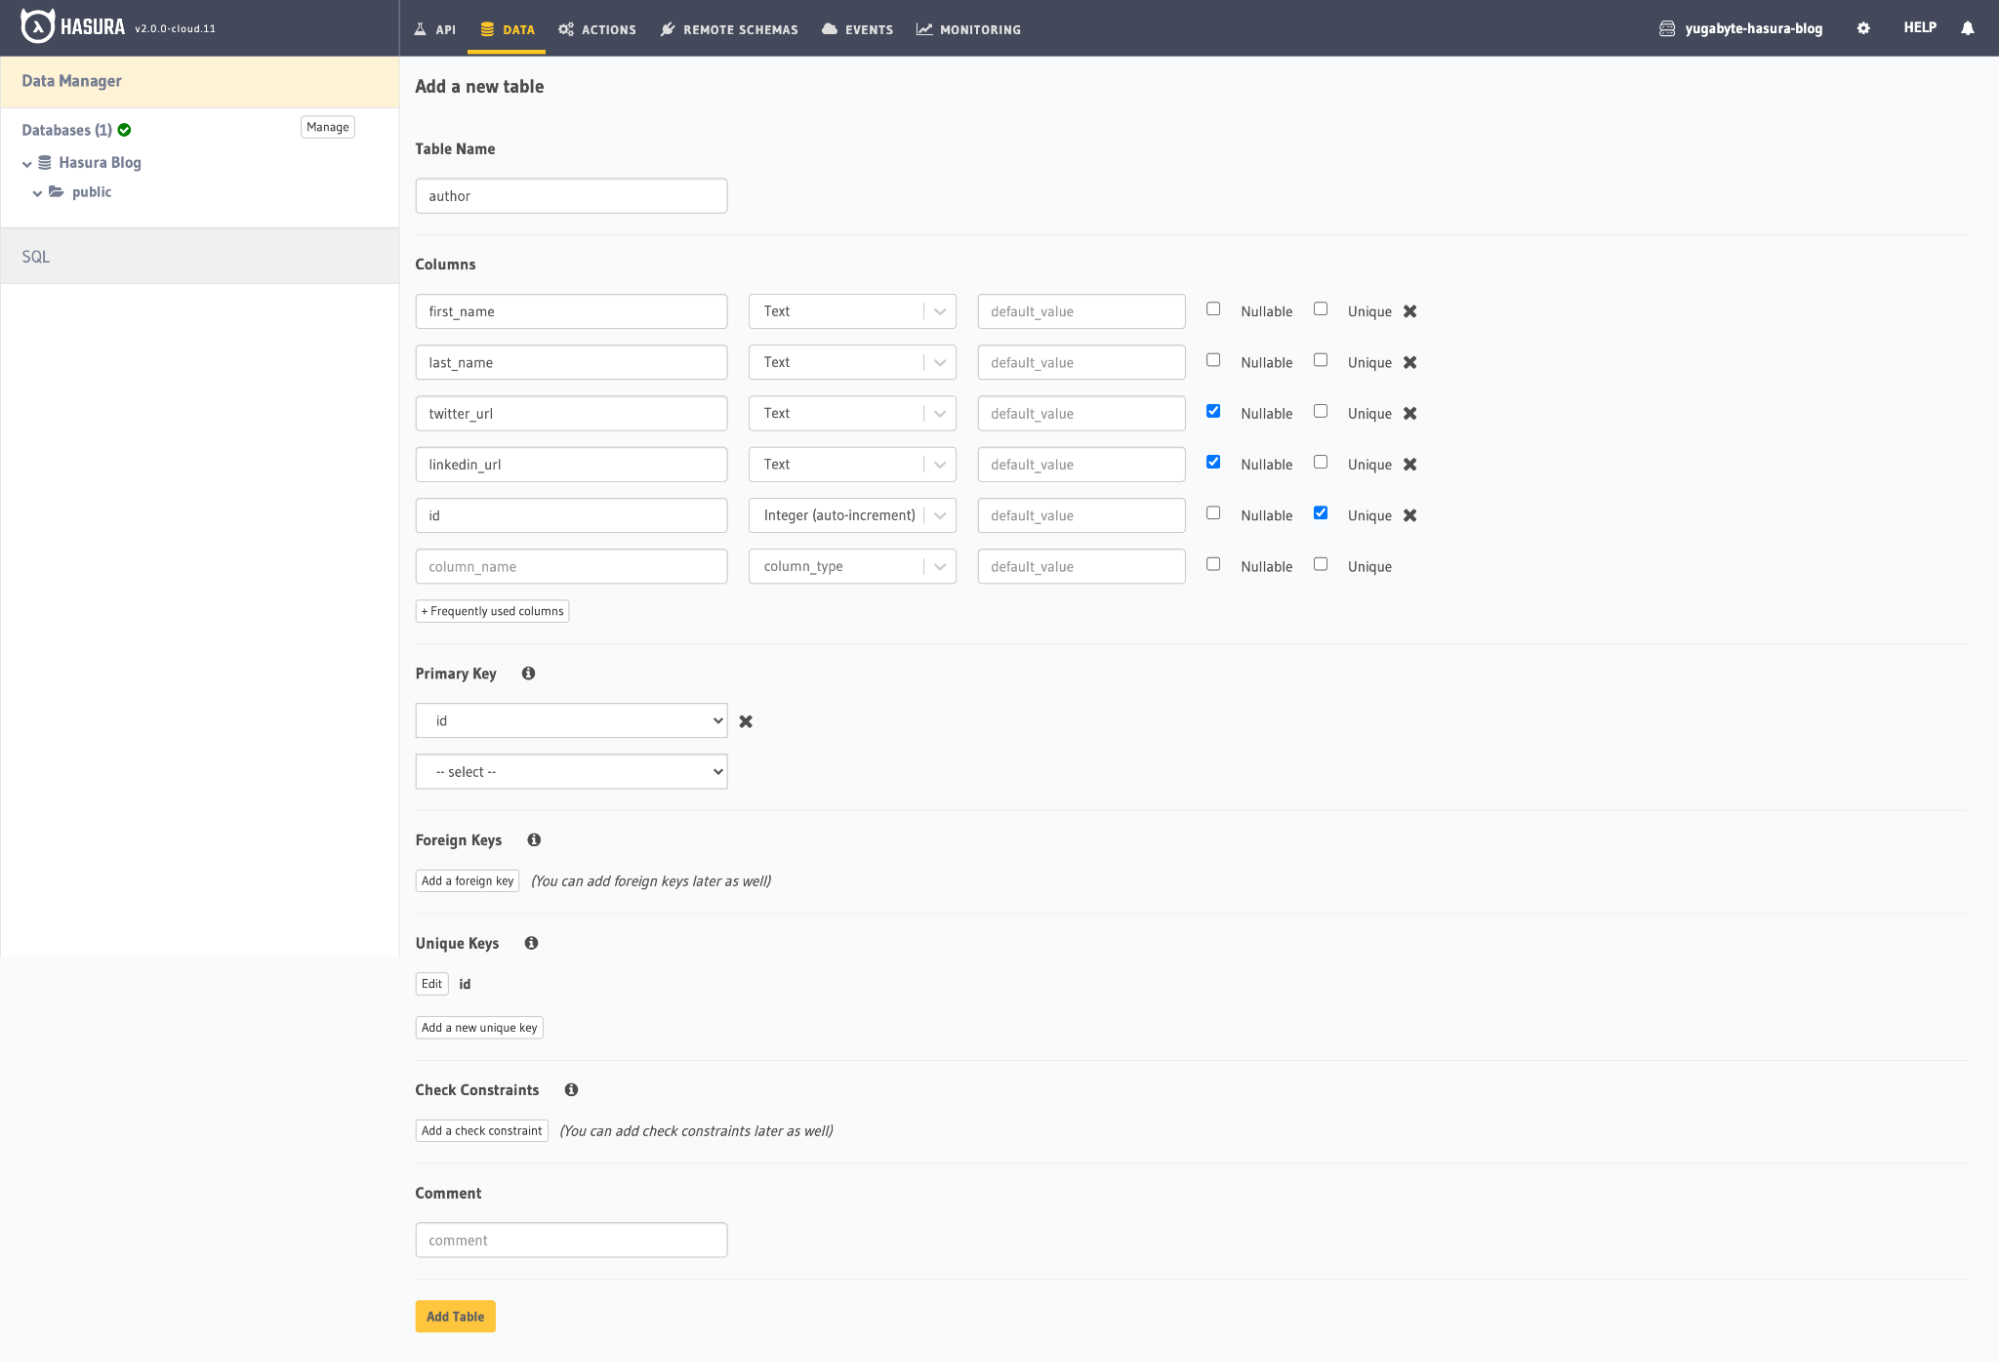 HASURA v2.0.0-cloud.11 API DATA ACTIONS REMOTE SCHEMAS EVENTS MONITORING yugabyte-hasura-blog HELP
Data Manager
Databases (1) Manage
Hasura Blog
public
SQL
Add a new table
Table Name
author
Columns
first_name Text default_value Nullable Unique
last_name Text default_value Nullable Unique
twitter_url Text default_value Nullable Unique
linkedin_url Text default_value Nullable Unique
id Integer (auto-increment) default_value Nullable Unique
column_name column_type default_value Nullable Unique
+ Frequently used columns
Primary Key
id
-- select --
Foreign Keys
Add a foreign key (You can add foreign keys later as well)
Unique Keys
Edit id
Add a new unique key
Check Constraints
Add a check constraint (You can add check constraints later as well)
Comment
comment
Add Table